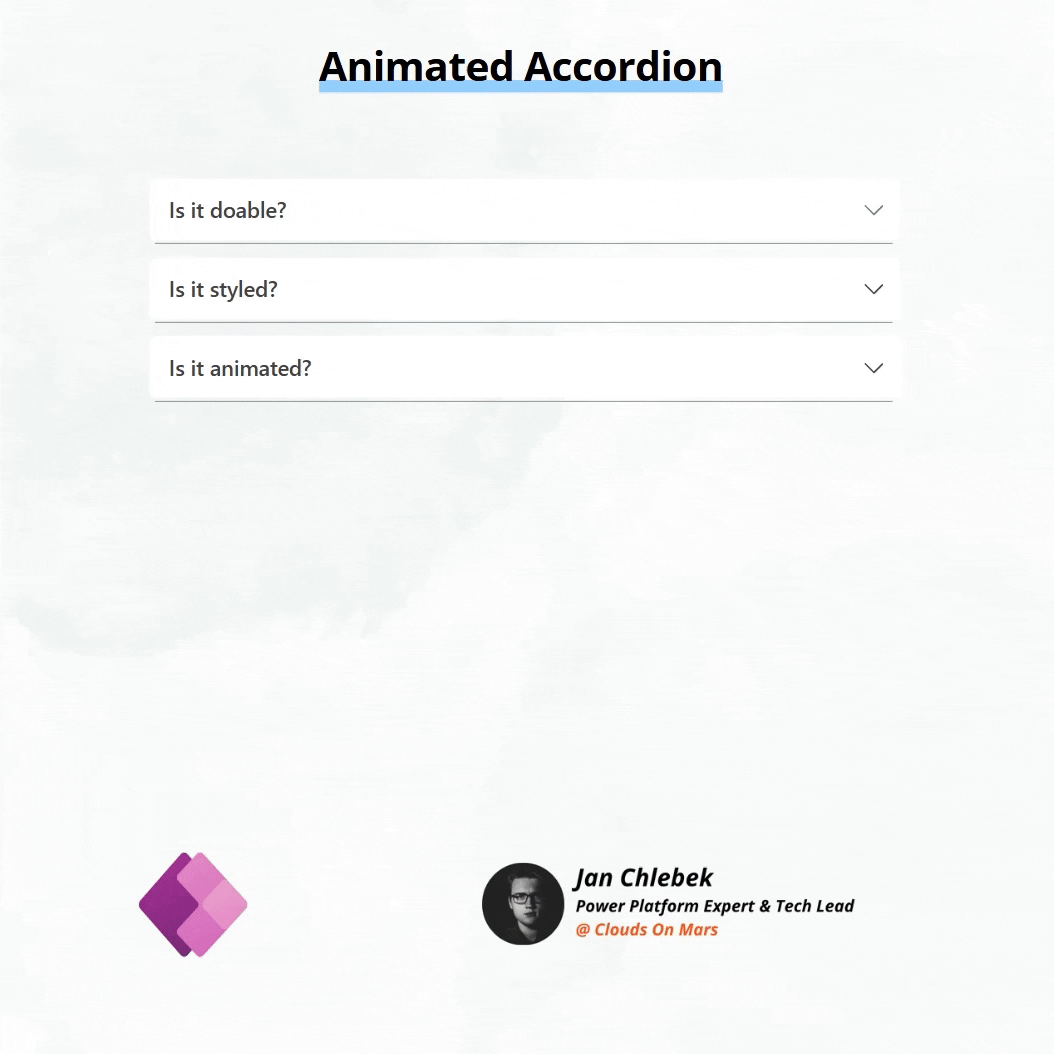 Animated Accordion
Is it doable?
Is it styled?
Is it animated?
Jan Chlebek
Power Platform Expert & Tech Lead
@ Clouds On Mars